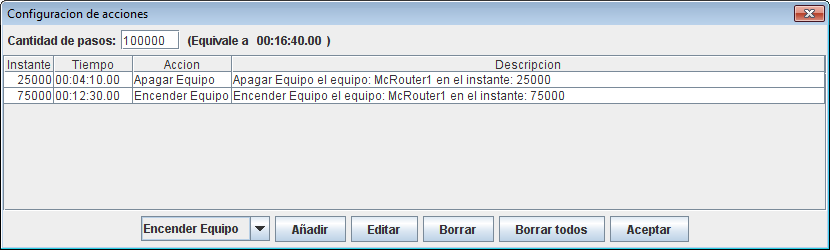 Configuracion de acciones
Cantidad de pasos: 100000 (Equivale a 00:16:40.00 )
Instante Tiempo Accion Descripcion
25000 00:04:10.00 Apagar Equipo Apagar Equipo el equipo: McRouter1 en el instante: 25000
75000 00:12:30.00 Encender Equipo Encender Equipo el equipo: McRouter1 en el instante: 75000
Encender Equipo Añadir Editar Borrar Borrar todos Aceptar